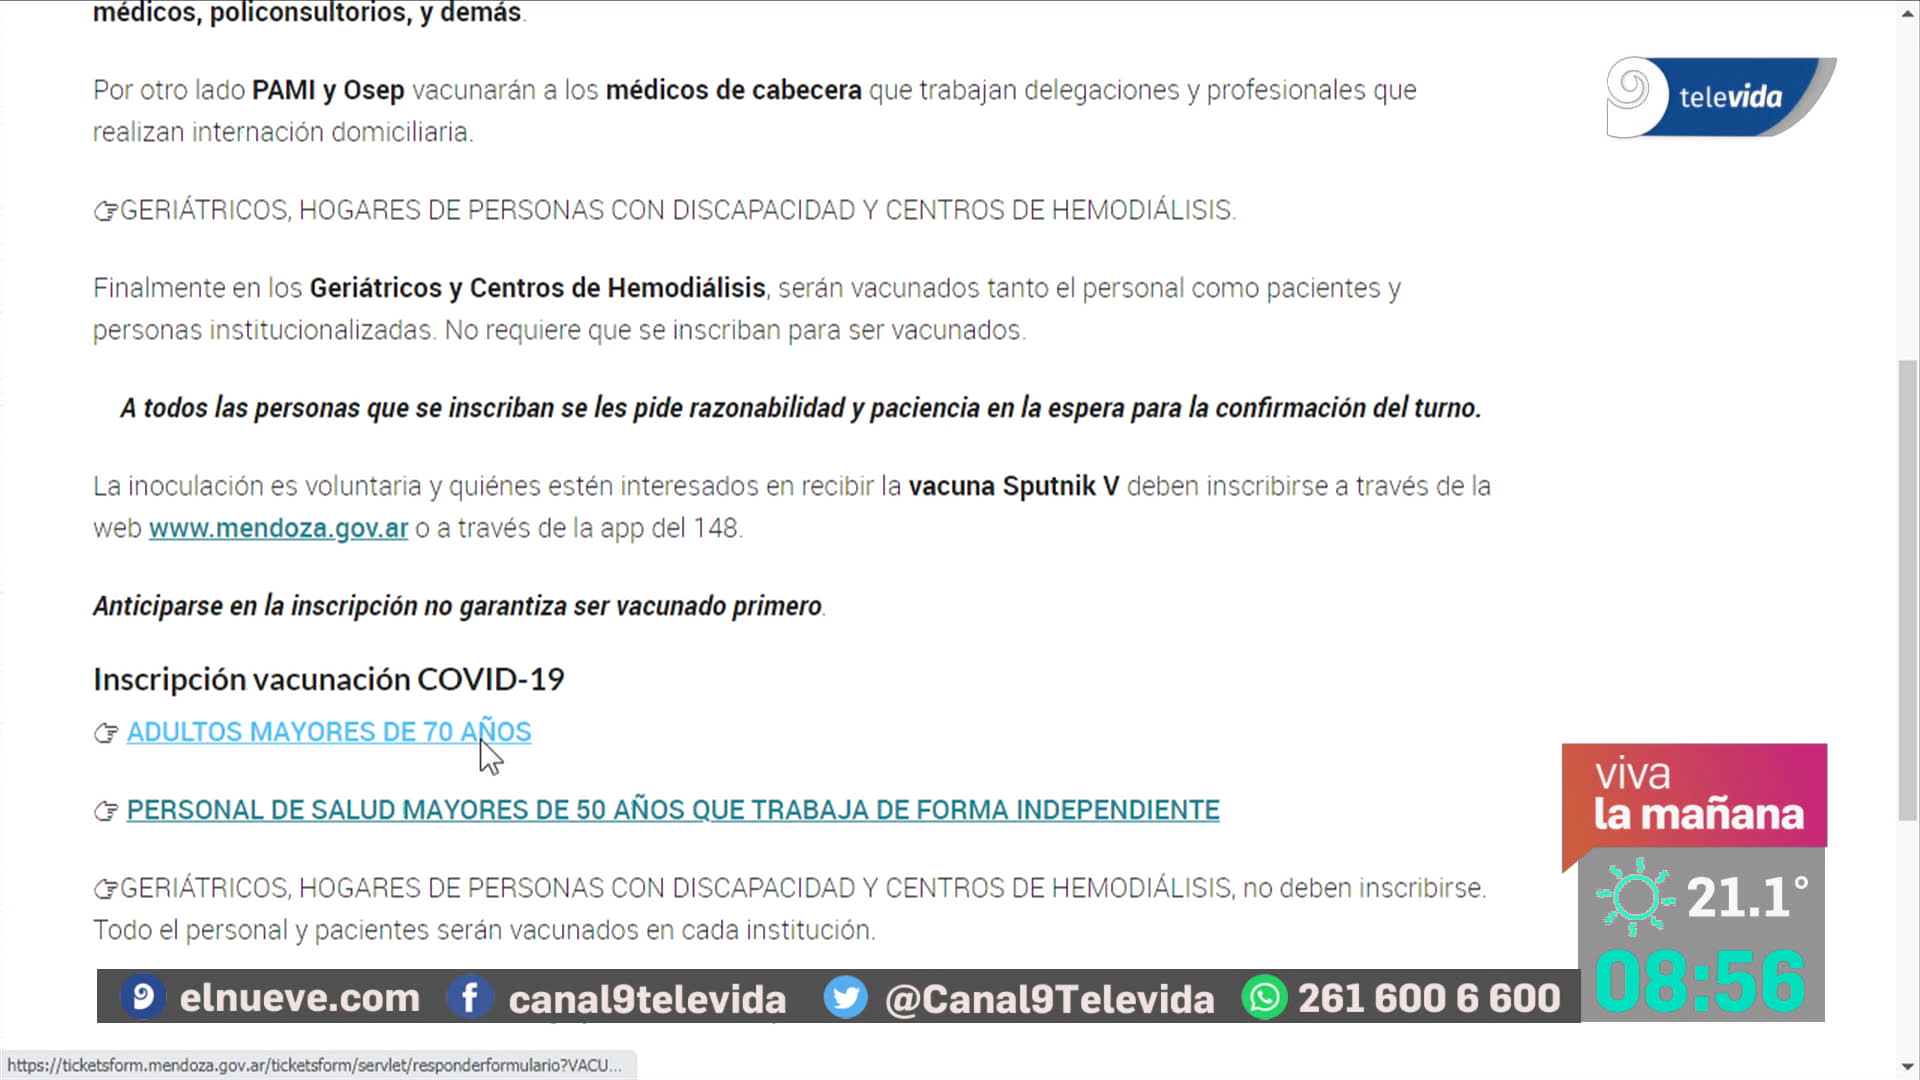 médicos, policonsultorios, y demás.
Por otro lado PAMI y Osep vacunarán a los médicos de cabecera que trabajan delegaciones y profesionales que
realizan internación domiciliaria.
televida
👉GERIÁTRICOS, HOGARES DE PERSONAS CON DISCAPACIDAD Y CENTROS DE HEMODIÁLISIS.
Finalmente en los Geriátricos y Centros de Hemodiálisis, serán vacunados tanto el personal como pacientes y
personas institucionalizadas. No requiere que se inscriban para ser vacunados.
A todos las personas que se inscriban se les pide razonabilidad y paciencia en la espera para la confirmación del turno.
La inoculación es voluntaria y quiénes estén interesados en recibir la vacuna Sputnik V deben inscribirse a través de la
web www.mendoza.gov.ar o a través de la app del 148.
Anticiparse en la inscripción no garantiza ser vacunado primero.
Inscripción vacunación COVID-19
👉 ADULTOS MAYORES DE 70 AÑOS
👉 PERSONAL DE SALUD MAYORES DE 50 AÑOS QUE TRABAJA DE FORMA INDEPENDIENTE
👉GERIÁTRICOS, HOGARES DE PERSONAS CON DISCAPACIDAD Y CENTROS DE HEMODIÁLISIS, no deben inscribirse.
Todo el personal y pacientes serán vacunados en cada institución.
viva
la mañana
21.1°
08:56
elnueve.com canal9televida @Canal9Televida 261 600 6 600
https://ticketsform.mendoza.gov.ar/ticketsform/servlet/responderformulario?VACU...